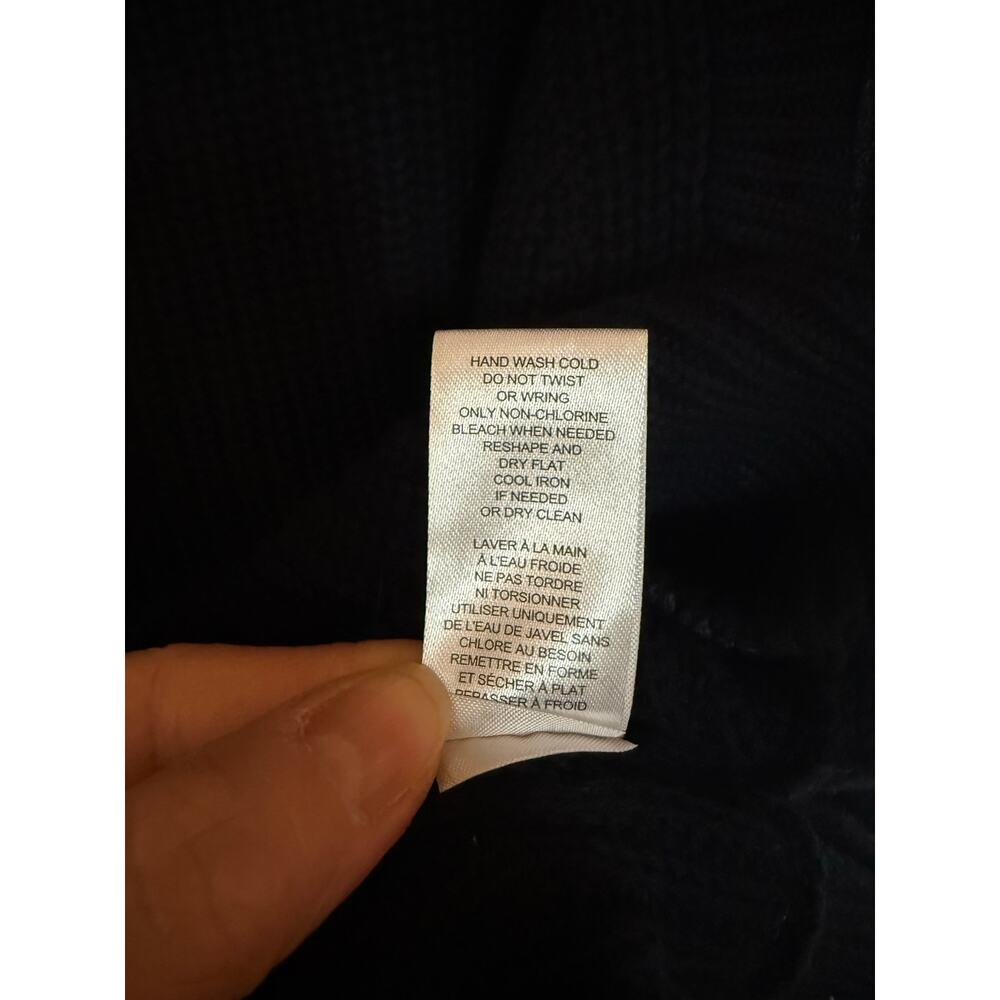 HAND WASH COLD
DO NOT TWIST
OR WRING
ONLY NON-CHLORINE
BLEACH WHEN NEEDED
RESHAPE AND
DRY FLAT
COOL IRON
IF NEEDED
OR DRY CLEAN
LAVER À LA MAIN
À L'EAU FROIDE
NE PAS TORDRE
NI TORSIONNER
UTILISER UNIQUEMENT
DE L'EAU DE JAVEL SANS
CHLORE AU BESOIN
REMETTRE EN FORME
ET SÉCHER À PLAT
REPASSER À FROID